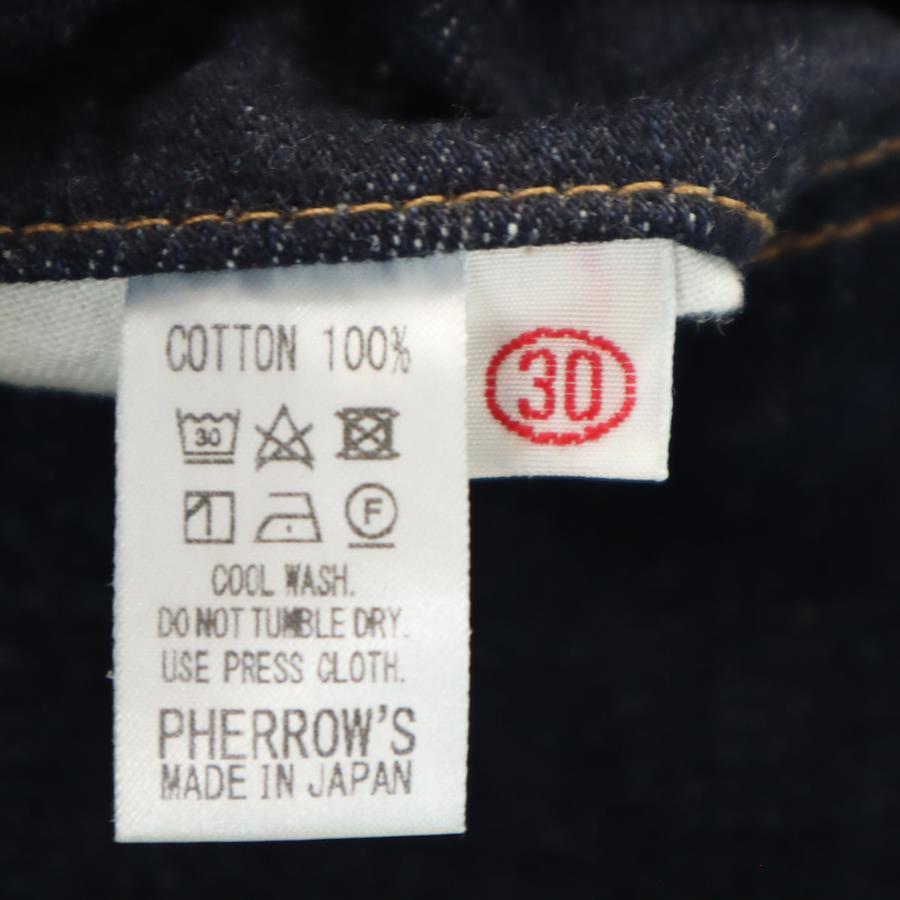 COTTON 100%
30
30
F
COOL WASH.
DO NOT TUMBLE DRY.
USE PRESS CLOTH.
PHERROW'S
MADE IN JAPAN